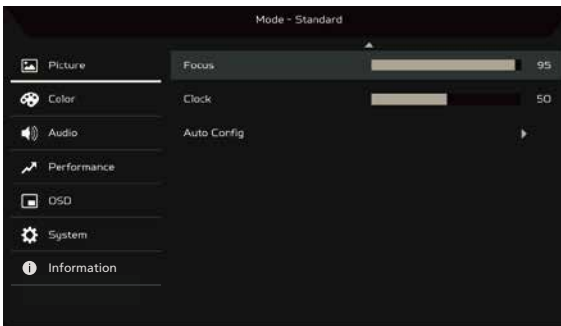 Mode - Standard
Picture
Focus 95
Color
Clock 50
Audio
Auto Config
Performance
OSD
System
Information